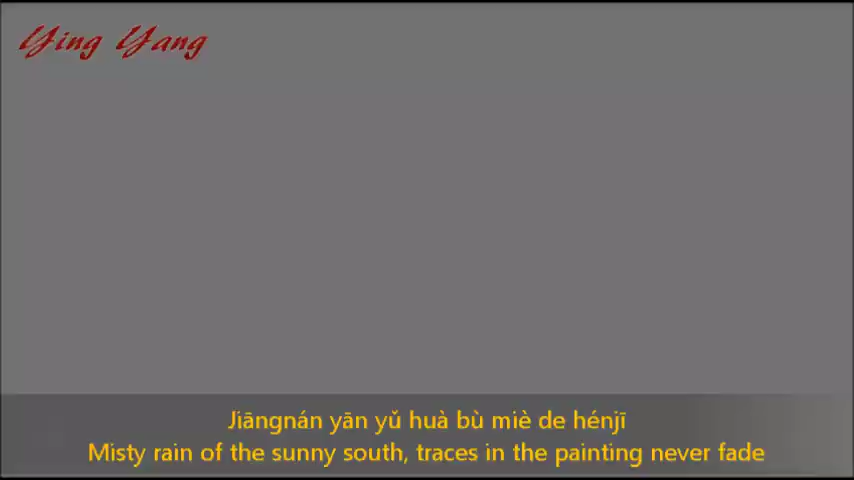 Ying Yang
Jiāngnán yān yǔ huà bù miè de hénjī
Misty rain of the sunny south, traces in the painting never fade